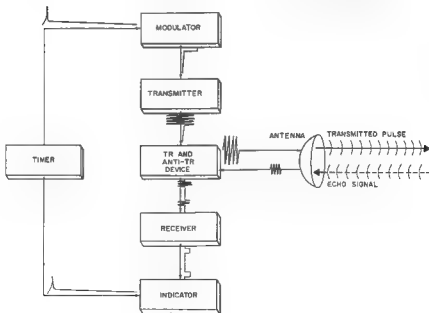 MODULATOR
TRANSMITTER
ANTENNA
TRANSMITTED PULSE
TIMER
TR AND
ANTI-TR
DEVICE
ECHO SIGNAL
RECEIVER
INDICATOR